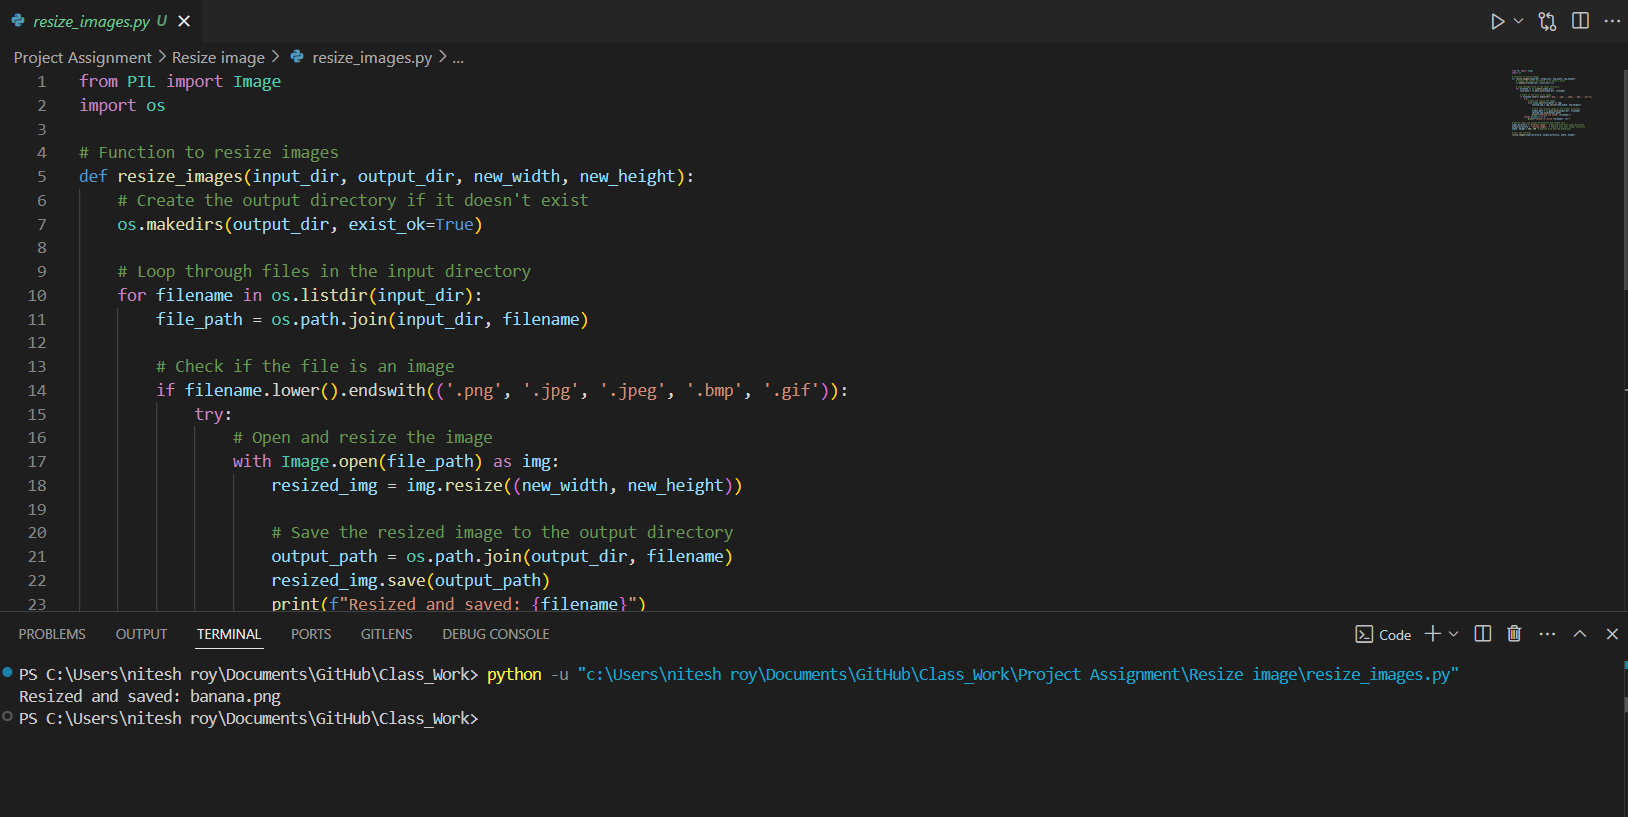 resize_images.py U
Project Assignment > Resize image > resize_images.py > ...
1 from PIL import Image
2 import os
3
4 # Function to resize images
5 def resize_images(input_dir, output_dir, new_width, new_height):
6     # Create the output directory if it doesn't exist
7     os.makedirs(output_dir, exist_ok=True)
8
9     # Loop through files in the input directory
10     for filename in os.listdir(input_dir):
11         file_path = os.path.join(input_dir, filename)
12
13         # Check if the file is an image
14         if filename.lower().endswith(('.png', '.jpg', '.jpeg', '.bmp', '.gif')):
15             try:
16                 # Open and resize the image
17                 with Image.open(file_path) as img:
18                     resized_img = img.resize((new_width, new_height))
19
20                     # Save the resized image to the output directory
21                     output_path = os.path.join(output_dir, filename)
22                     resized_img.save(output_path)
23                     print(f"Resized and saved: {filename}")
PROBLEMS OUTPUT TERMINAL PORTS GITLENS DEBUG CONSOLE Code
PS C:\Users\nitesh roy\Documents\GitHub\Class_Work> python -u "c:\Users\nitesh roy\Documents\GitHub\Class_Work\Project Assignment\Resize image\resize_images.py"
Resized and saved: banana.png
PS C:\Users\nitesh roy\Documents\GitHub\Class_Work>